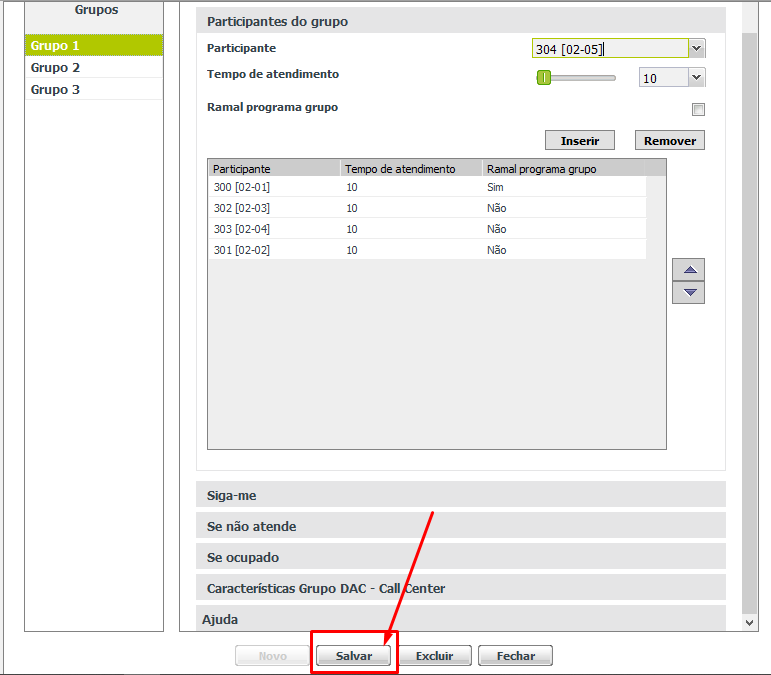 Grupos
Grupo 1
Grupo 2
Grupo 3
Participantes do grupo
Participante 304 [02-05]
Tempo de atendimento 10
Ramal programa grupo
Inserir Remover
Participante Tempo de atendimento Ramal programa grupo
300 [02-01] 10 Sim
302 [02-03] 10 Não
303 [02-04] 10 Não
301 [02-02] 10 Não
Siga-me
Se não atende
Se ocupado
Características Grupo DAC - Call Center
Ajuda
Novo Salvar Excluir Fechar